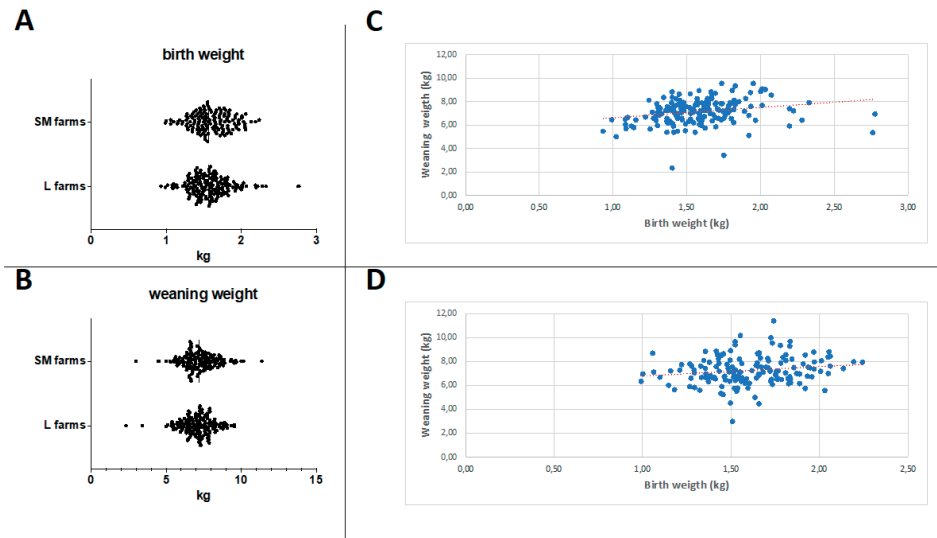 A
birth weight
SM farms
L farms
0 1 2 3
kg
B
weaning weight
SM farms
L farms
0 5 10 15
kg
C
Weaning weigth (kg)
12,00
10,00
8,00
6,00
4,00
2,00
0,00
0,00 0,50 1,00 1,50 2,00 2,50 3,00
Birth weigth (kg)
D
Weaning weight (kg)
12,00
10,00
8,00
6,00
4,00
2,00
0,00
0,00 0,50 1,00 1,50 2,00 2,50
Birth weigth (kg)